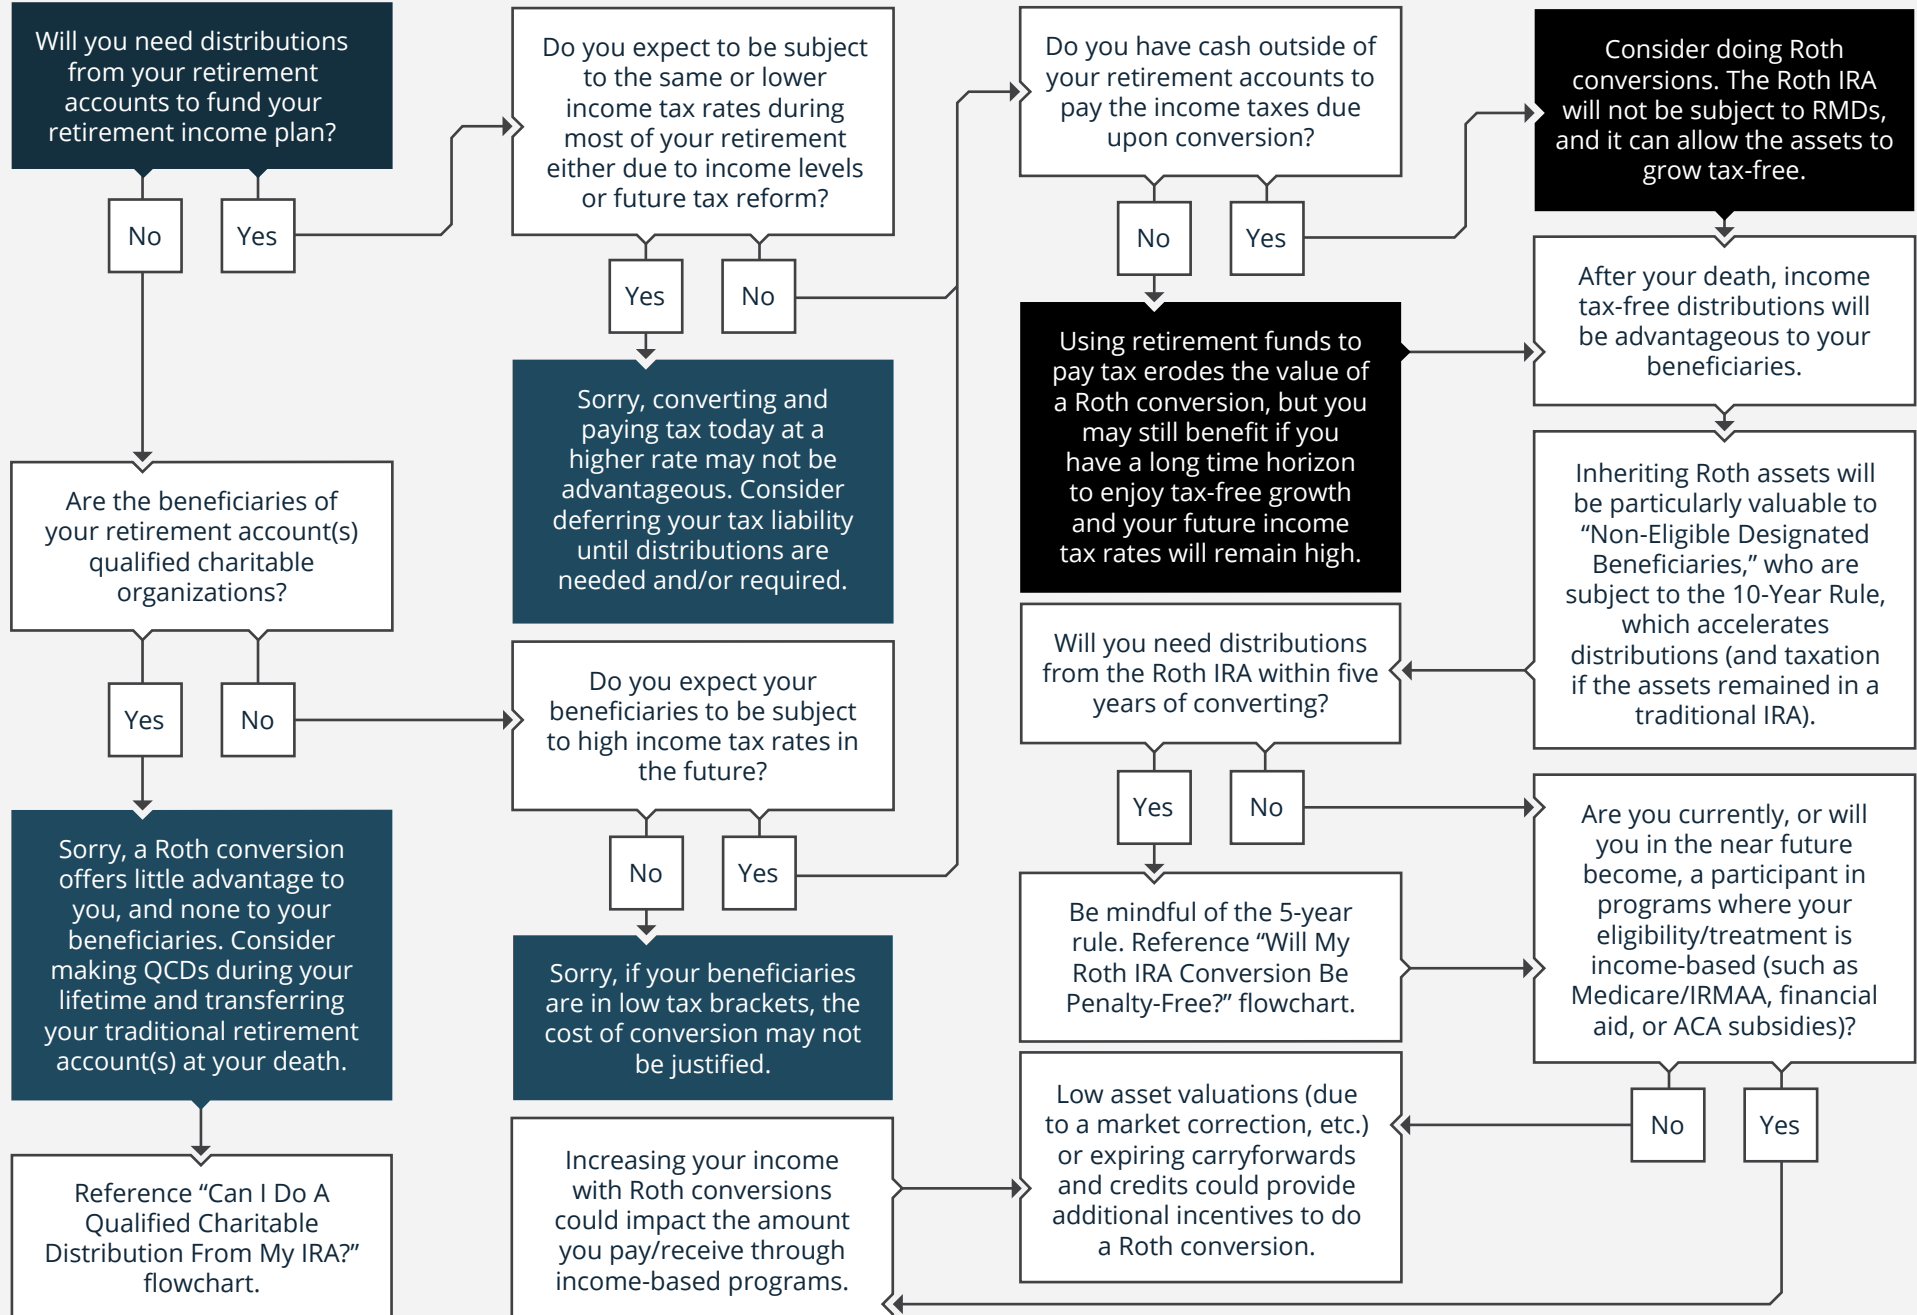 Will you need distributions
from your retirement
accounts to fund your
retirement income plan?
No
Yes
Are the beneficiaries of
your retirement account(s)
qualified charitable
organizations?
Yes
No
Sorry, a Roth conversion
offers little advantage to
you, and none to your
beneficiaries. Consider
making QCDs during your
lifetime and transferring
your traditional retirement
account(s) at your death.
Reference “Can I Do A
Qualified Charitable
Distribution From My IRA?”
flowchart.
Do you expect to be subject
to the same or lower
income tax rates during
most of your retirement
either due to income levels
or future tax reform?
Yes
No
Sorry, converting and
paying tax today at a
higher rate may not be
advantageous. Consider
deferring your tax liability
until distributions are
needed and/or required.
Do you expect your
beneficiaries to be subject
to high income tax rates in
the future?
No
Yes
Sorry, if your beneficiaries
are in low tax brackets, the
cost of conversion may not
be justified.
Increasing your income
with Roth conversions
could impact the amount
you pay/receive through
income-based programs.
Do you have cash outside of
your retirement accounts to
pay the income taxes due
upon conversion?
No
Yes
Using retirement funds to
pay tax erodes the value of
a Roth conversion, but you
may still benefit if you
have a long time horizon
to enjoy tax-free growth
and your future income
tax rates will remain high.
Will you need distributions
from the Roth IRA within five
years of converting?
Yes
No
Be mindful of the 5-year
rule. Reference “Will My
Roth IRA Conversion Be
Penalty-Free?” flowchart.
Low asset valuations (due
to a market correction, etc.)
or expiring carryforwards
and credits could provide
additional incentives to do
a Roth conversion.
Consider doing Roth
conversions. The Roth IRA
will not be subject to RMDs,
and it can allow the assets to
grow tax-free.
After your death, income
tax-free distributions will
be advantageous to your
beneficiaries.
Inheriting Roth assets will
be particularly valuable to
“Non-Eligible Designated
Beneficiaries,” who are
subject to the 10-Year Rule,
which accelerates
distributions (and taxation
if the assets remained in a
traditional IRA).
Are you currently, or will
you in the near future
become, a participant in
programs where your
eligibility/treatment is
income-based (such as
Medicare/IRMAA, financial
aid, or ACA subsidies)?
No
Yes